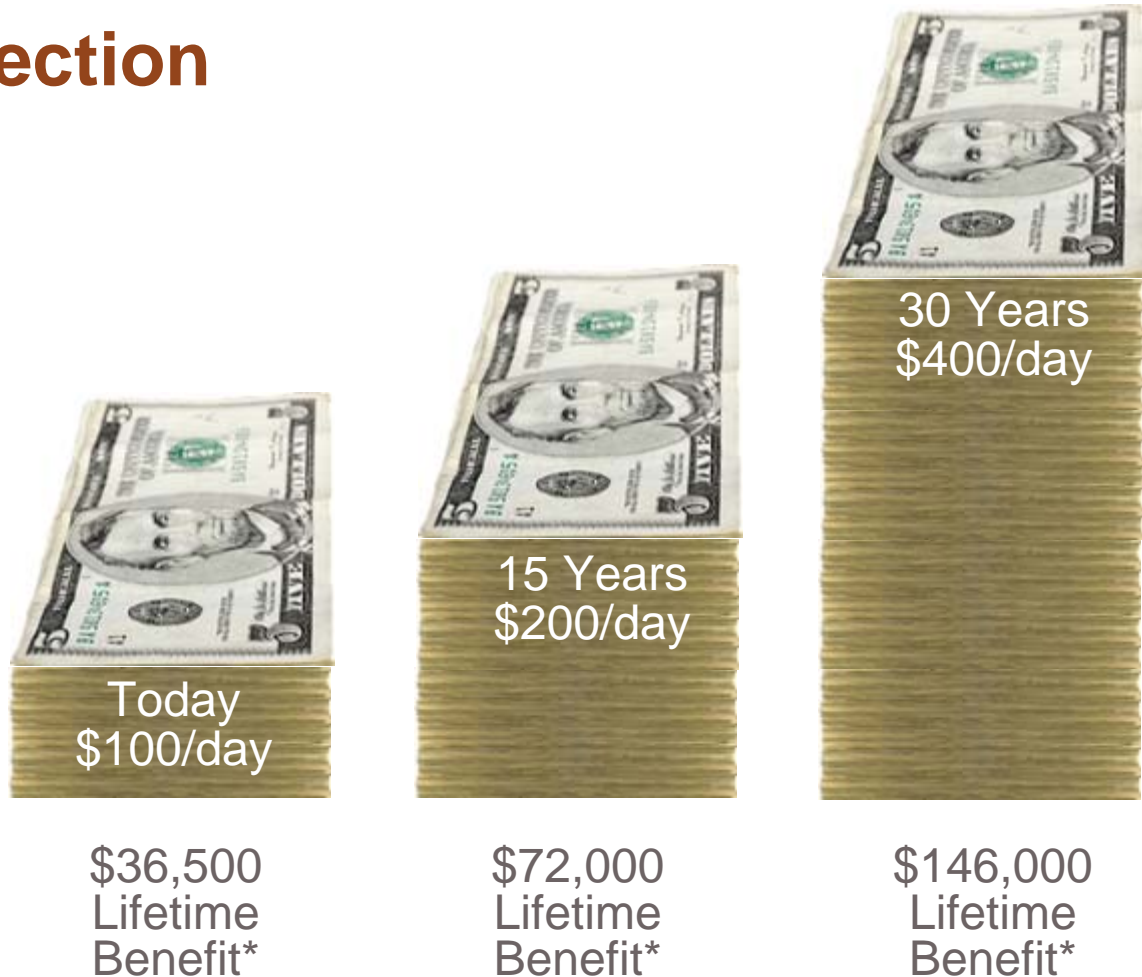 ection
Today
$100/day
15 Years
$200/day
30 Years
$400/day
$36,500
Lifetime
Benefit*
$72,000
Lifetime
Benefit*
$146,000
Lifetime
Benefit*